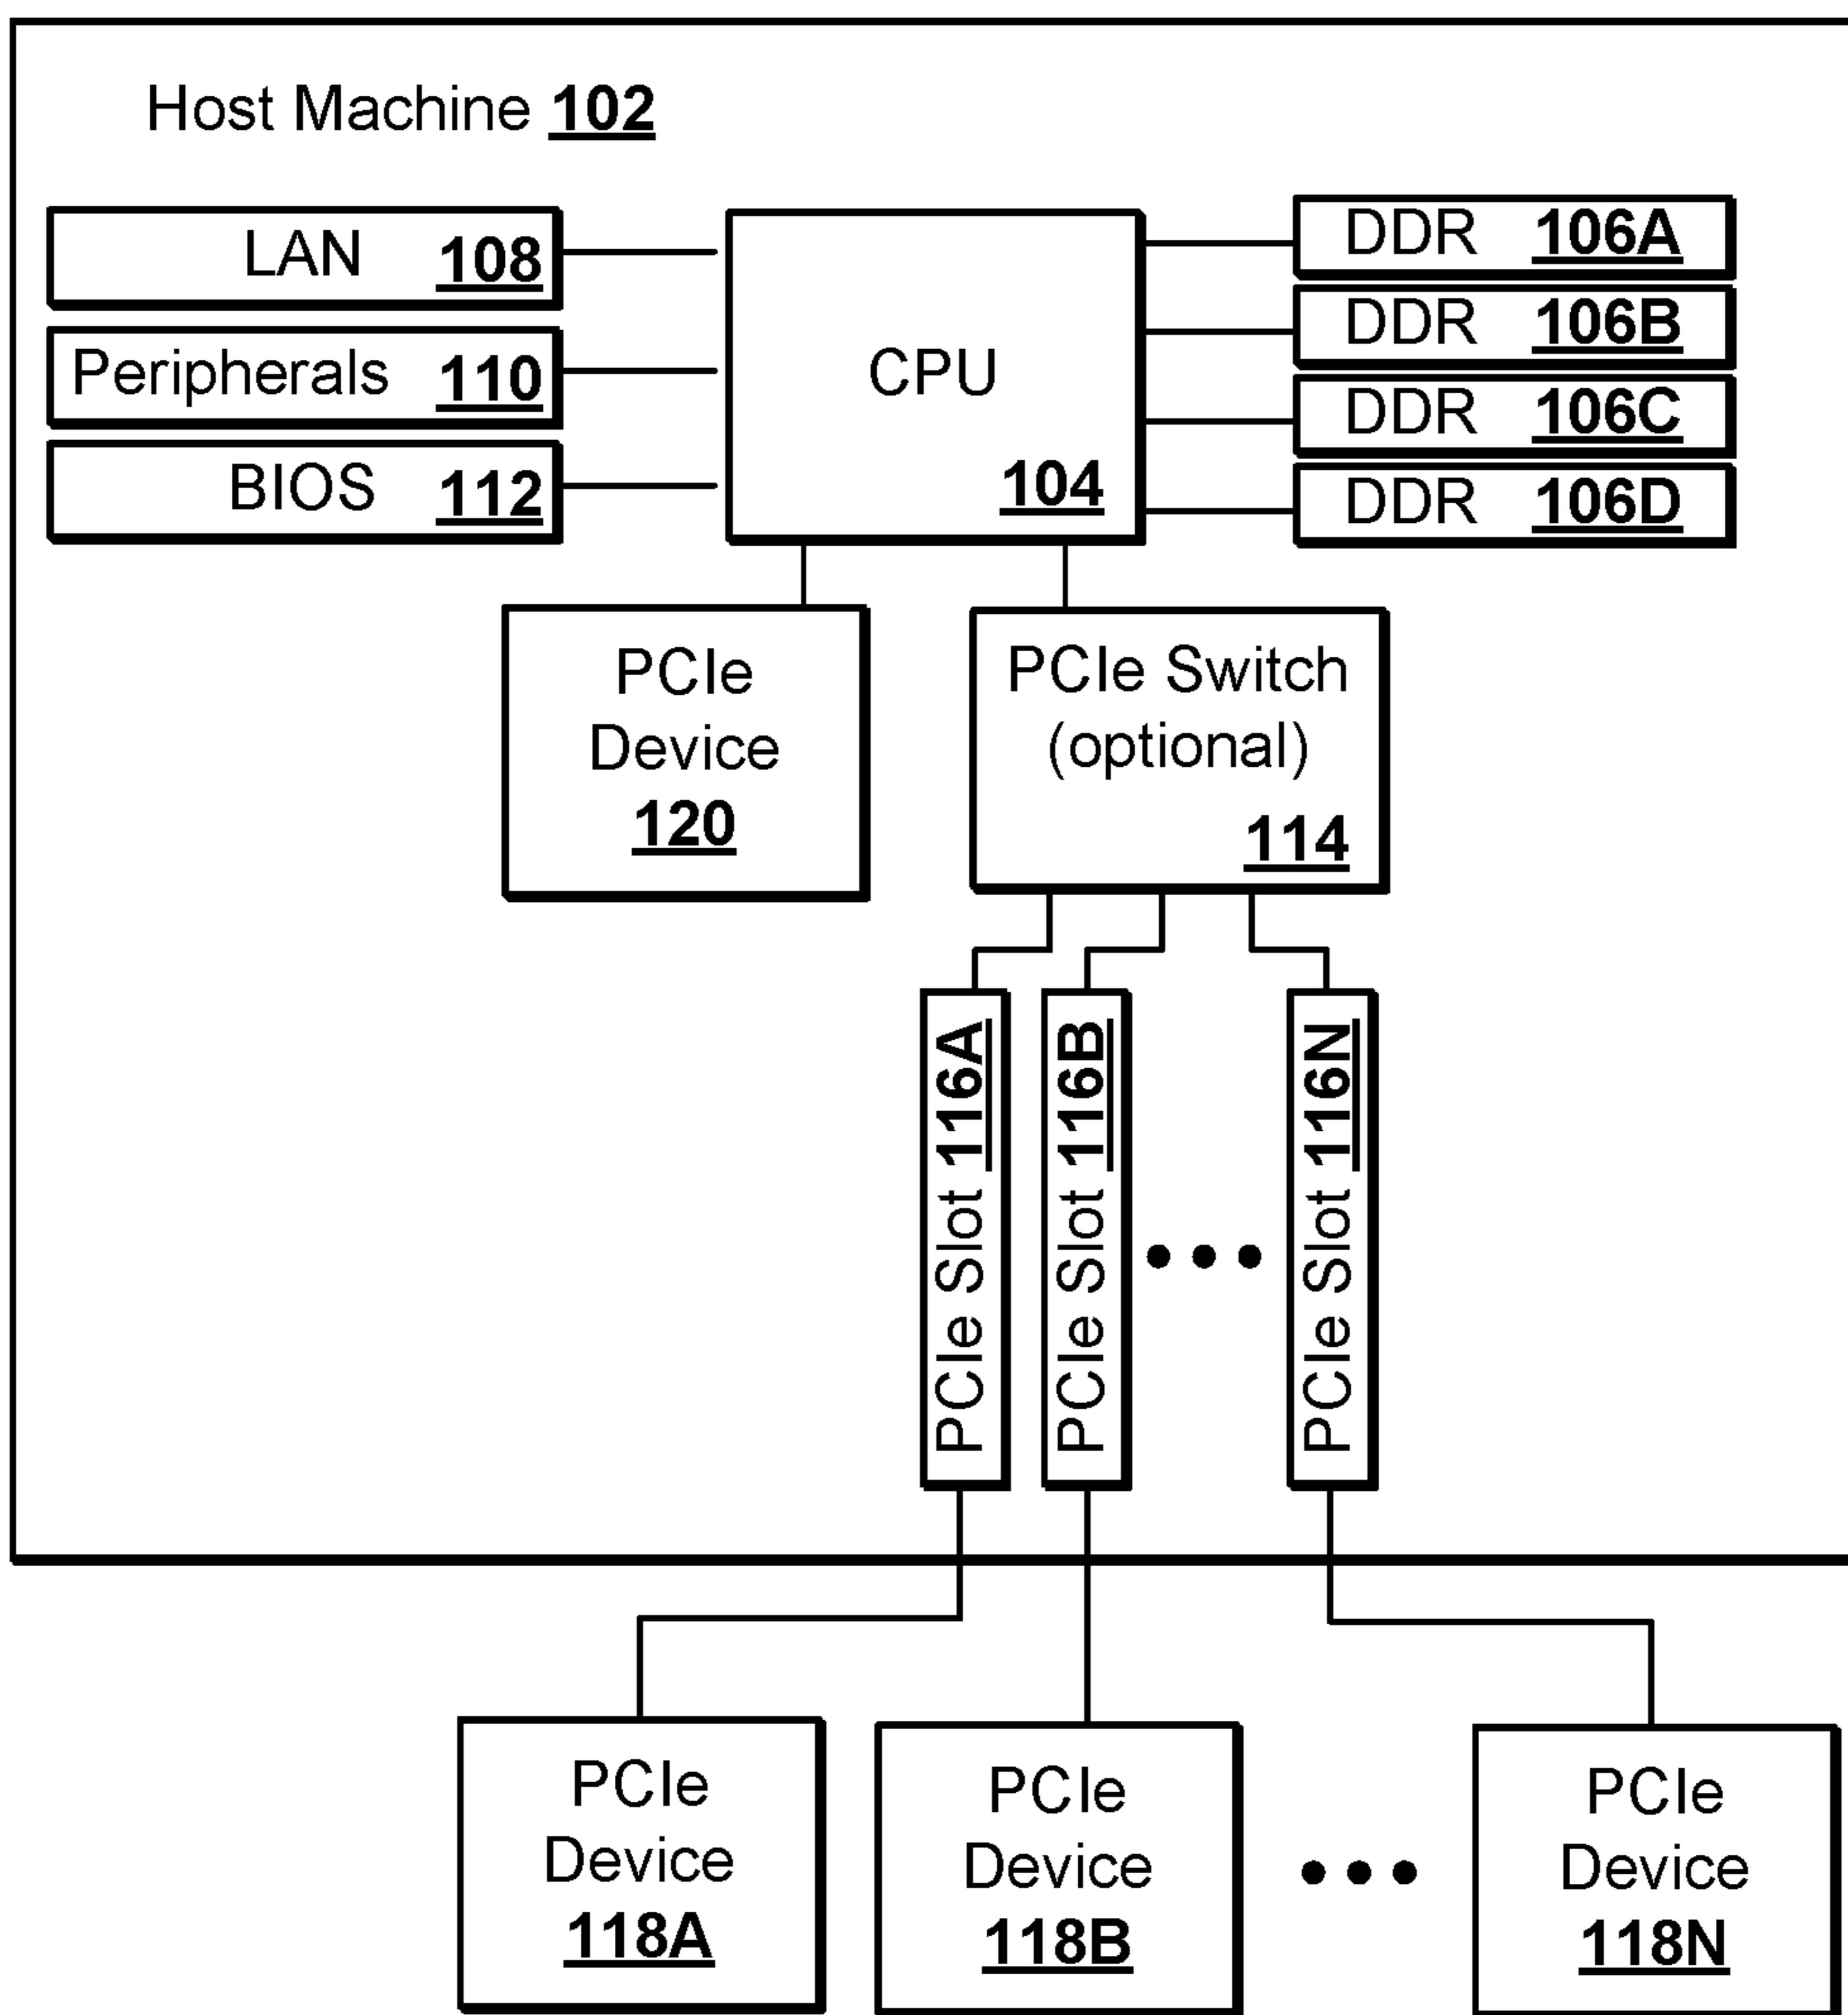 Host Machine 102
LAN 108
Peripherals 110
BIOS 112
CPU
104
DDR 106A
DDR 106B
DDR 106C
DDR 106D
PCIe
Device
120
PCIe Switch
(optional)
114
PCIe Slot 116A
PCIe Slot 116B
PCIe Slot 116N
PCIe
Device
118A
PCIe
Device
118B
PCIe
Device
118N